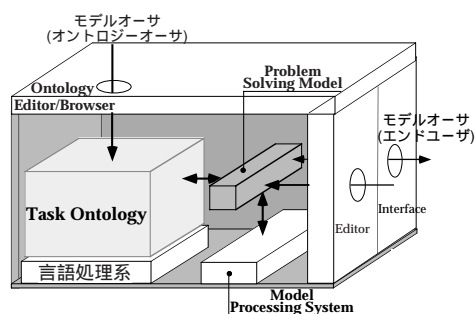 モデルオーサ
(オントロジーオーサ)
Problem
Solving Model
Ontology
Editor/Browser
モデルオーサ
(エンドユーザ)
Task Ontology
Interface
Editor
言語処理系
Model
Processing System